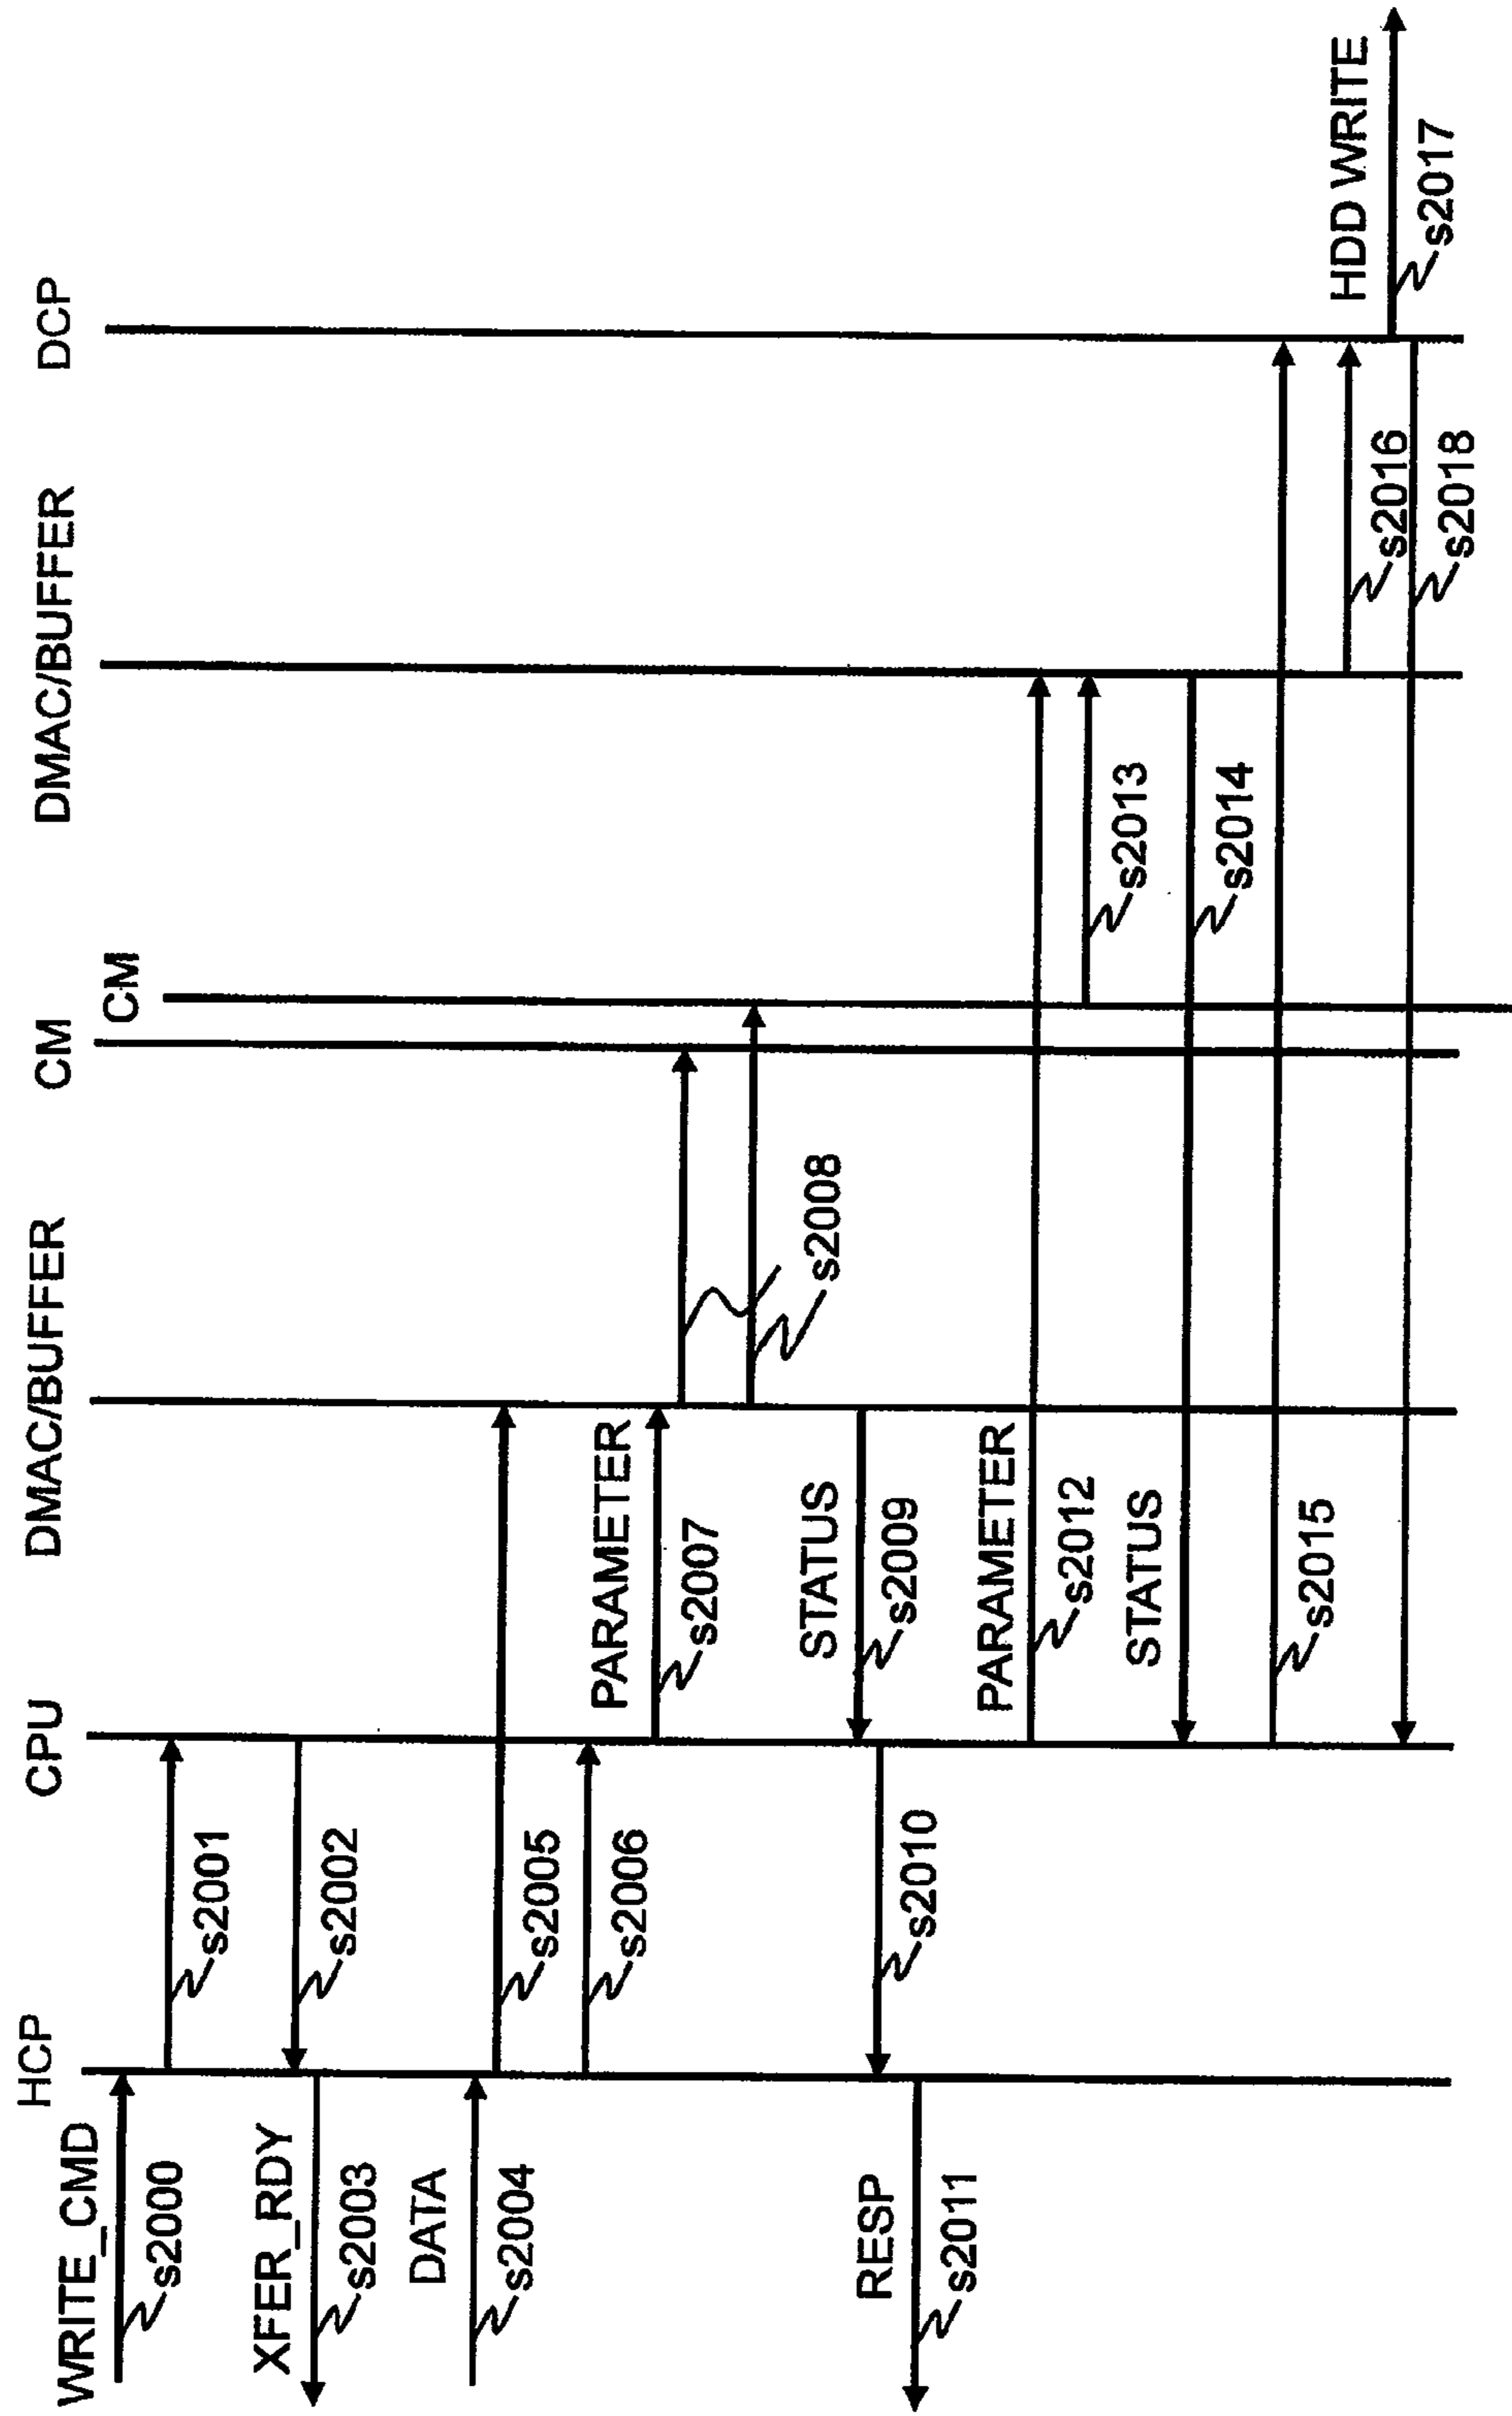 HCP
CPU
DMAC/BUFFER
CM
CM
DMAC/BUFFER
DCP
WRITE_CMD
s2000
s2001
s2002
XFER_RDY
s2003
DATA
s2004
s2005
s2006
PARAMETER
s2007
s2008
STATUS
s2009
s2010
RESP
s2011
PARAMETER
s2012
s2013
STATUS
s2014
s2015
s2016
HDD WRITE
s2017
s2018